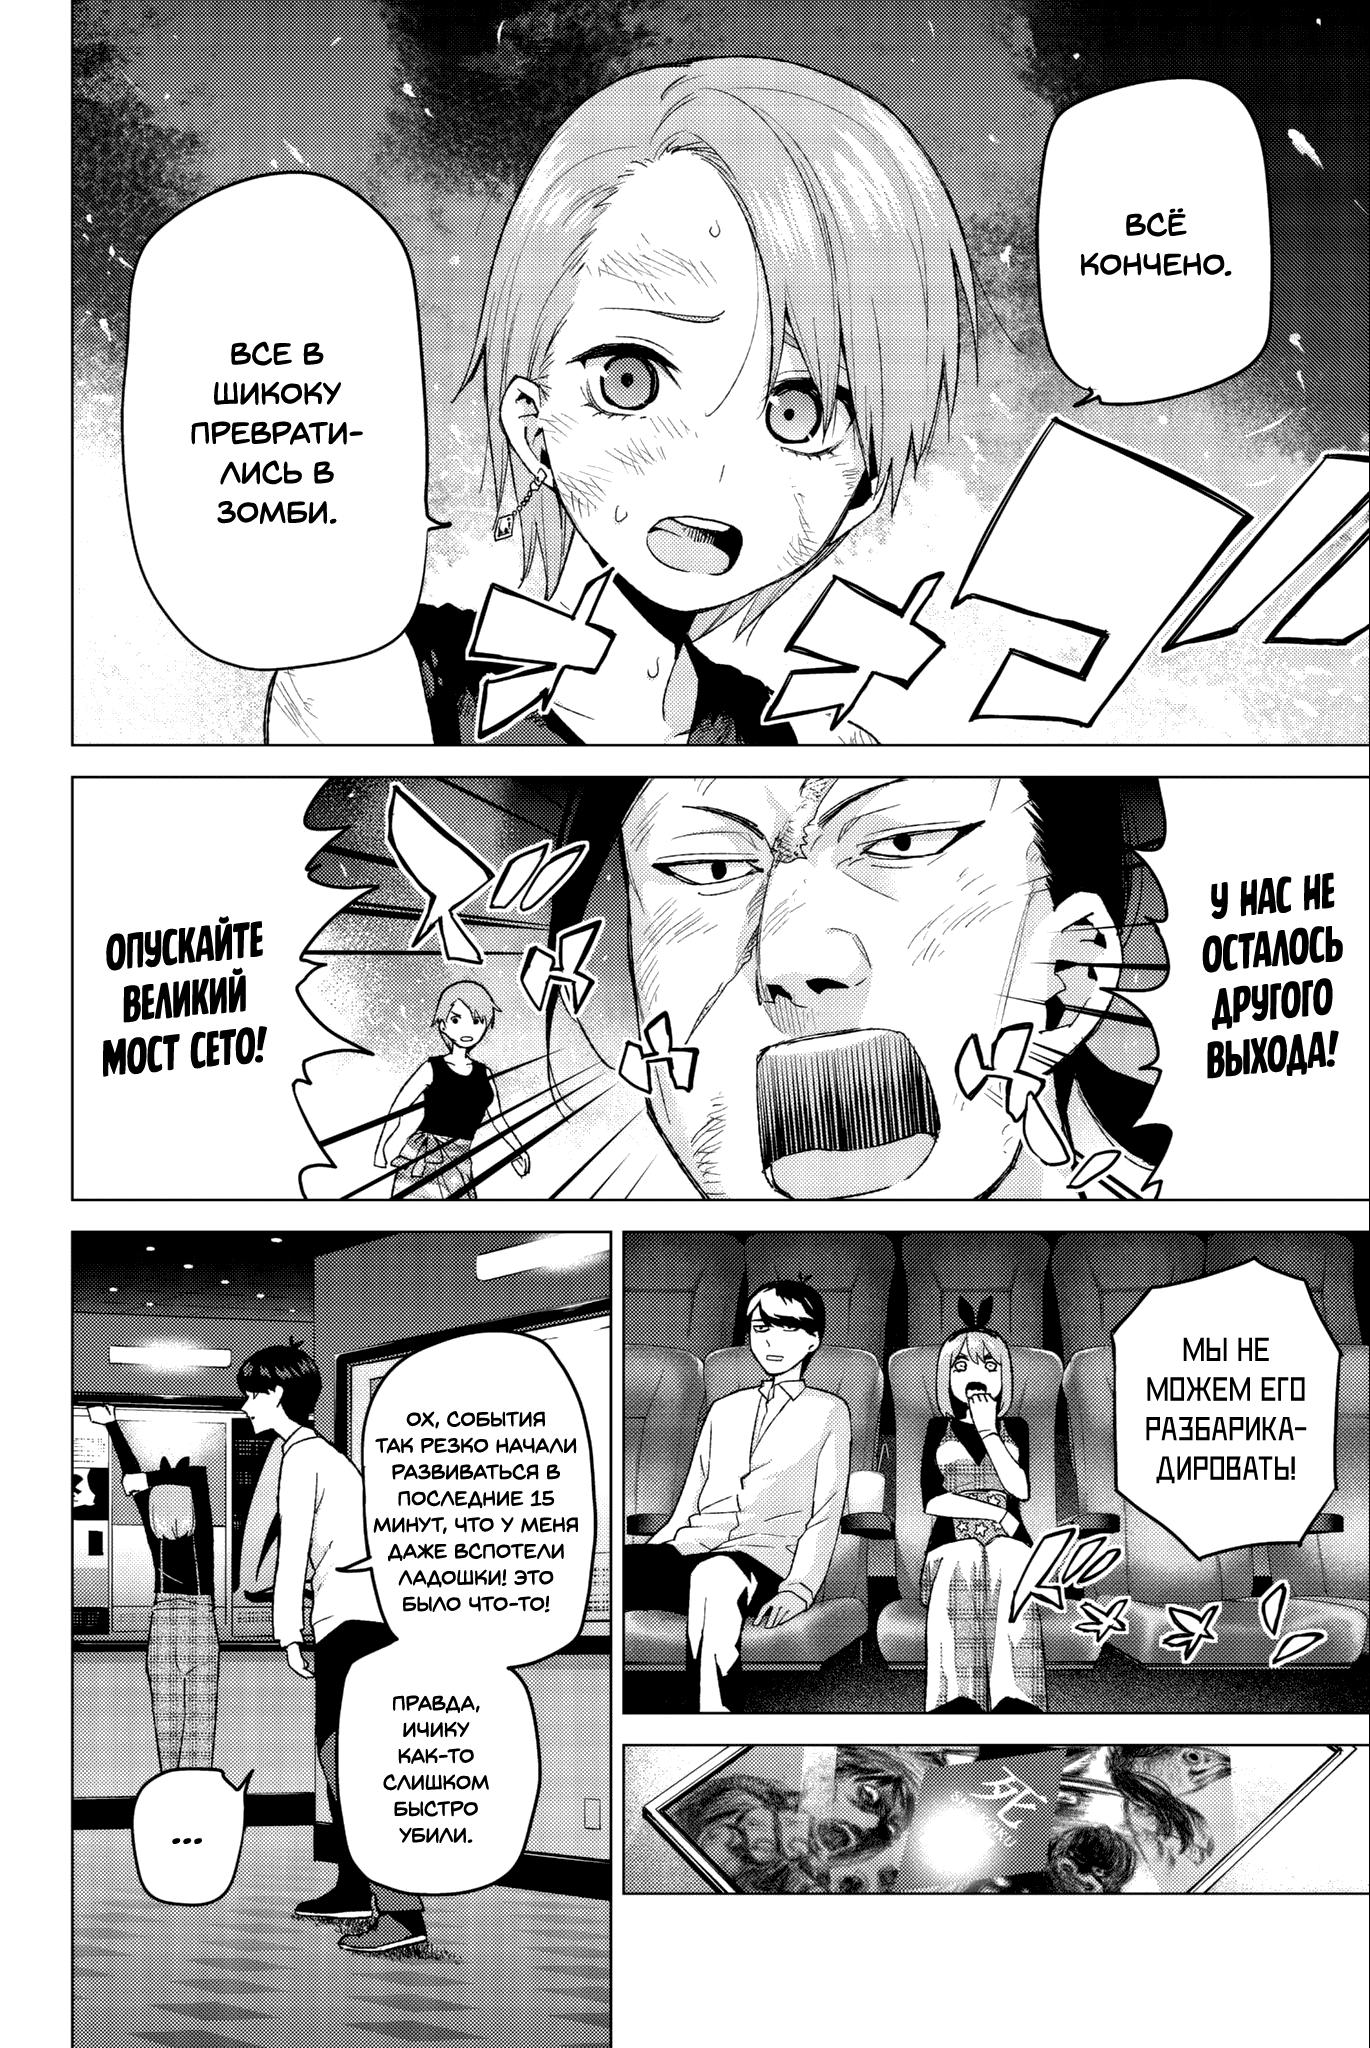 ВСЁ
КОНЧЕНО.
ВСЕ В
ШИКОКУ
ПРЕВРАТИ-
ЛИСЬ В
ЗОМБИ.
У НАС НЕ
ОСТАЛОСЬ
ДРУГОГО
ВЫХОДА!
ОПУСКАЙТЕ
ВЕЛИКИЙ
МОСТ СЕТО!
МЫ НЕ
МОЖЕМ ЕГО
РАЗБАРИКА-
ДИРОВАТЬ!
死
ОХ, СОБЫТИЯ
ТАК РЕЗКО НАЧАЛИ
РАЗВИВАТЬСЯ В
ПОСЛЕДНИЕ 15
МИНУТ, ЧТО У МЕНЯ
ДАЖЕ ВСПОТЕЛИ
ЛАДОШКИ! ЭТО
БЫЛО ЧТО-ТО!
ПРАВДА,
ИЧИКУ
КАК-ТО
СЛИШКОМ
БЫСТРО
УБИЛИ.
...